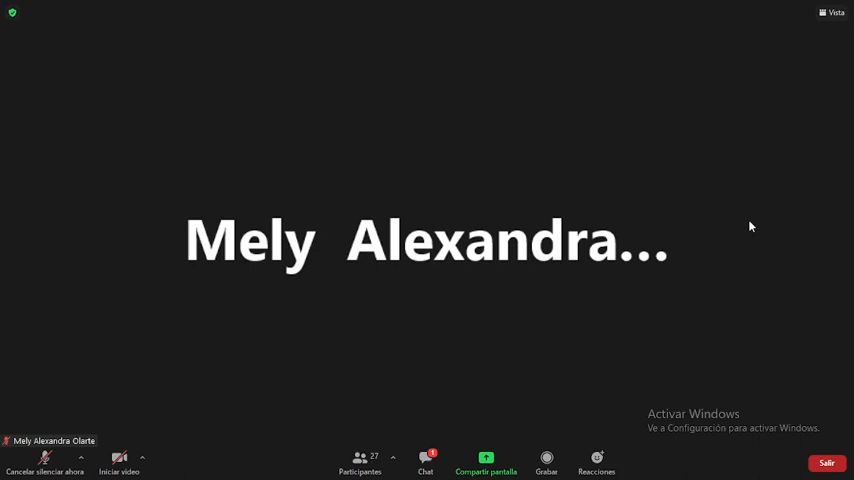 Vista
Mely Alexandra...
Activar Windows
Ve a Configuración para activar Windows.
Mely Alexandra Olarte
Cancelar silenciar ahora
Iniciar video
27
Participantes
1
Chat
Compartir pantalla
Grabar
Reacciones
Salir